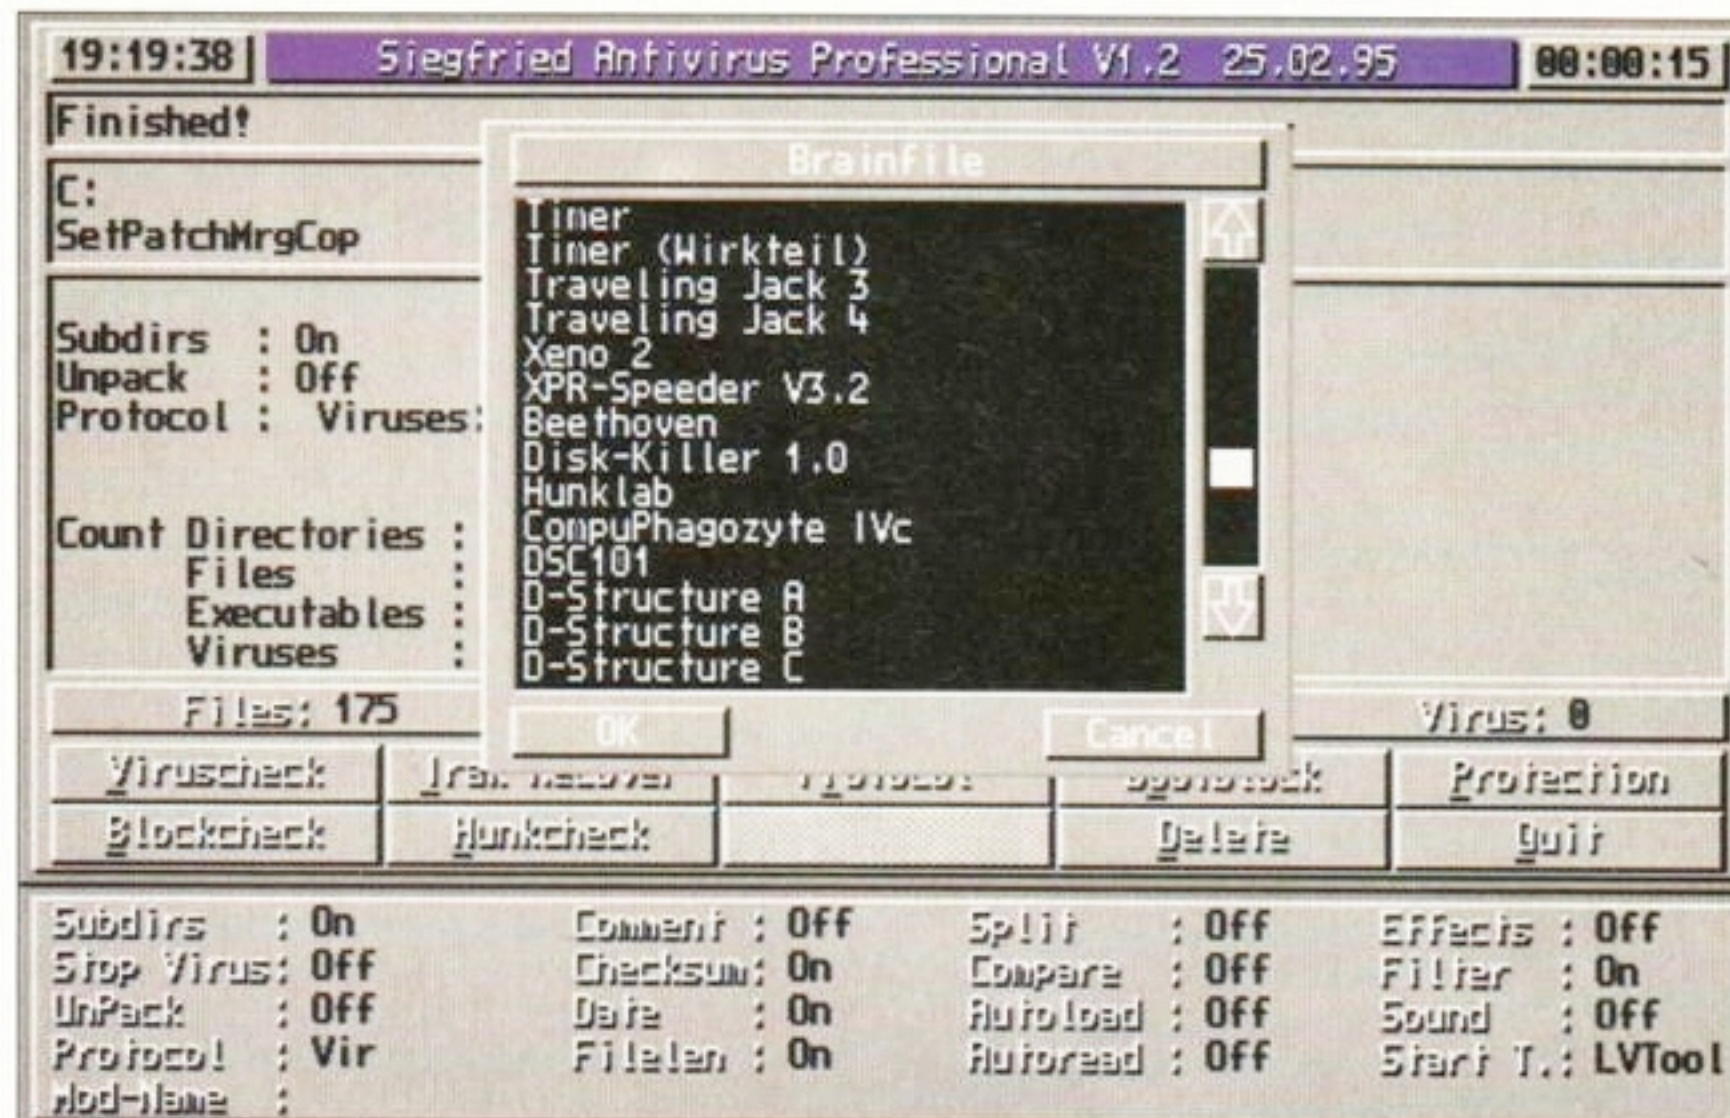 19:19:38 Siegfried Antivirus Professional V1.2 25.02.95 00:00:15
Finished!
C:
SetPatchMrgCop
Subdirs : On
Unpack : Off
Protocol : Viruses:
Count Directories :
Files :
Executables :
Viruses :
Brainfile
Timer
Timer (Wirkteil)
Traveling Jack 3
Traveling Jack 4
Xeno 2
XPR-Speeder V3.2
Beethoven
Disk-Killer 1.0
Hunklab
CompuPhagozyte IVc
DSC101
D-Structure A
D-Structure B
D-Structure C
OK Cancel
Files: 175 Virus: 0
Viruscheck Protocol Bootblock Protection
Blockcheck Hunkcheck Delete Quit
Subdirs : On Comment : Off Split : Off Effects : Off
Stop Virus: Off Checksum: On Compare : Off Filter : On
UnPack : Off Date : On Autoload : Off Sound : Off
Protocol : Vir Filelen : On Autoread : Off Start T.: LVTool
Mod-Name :